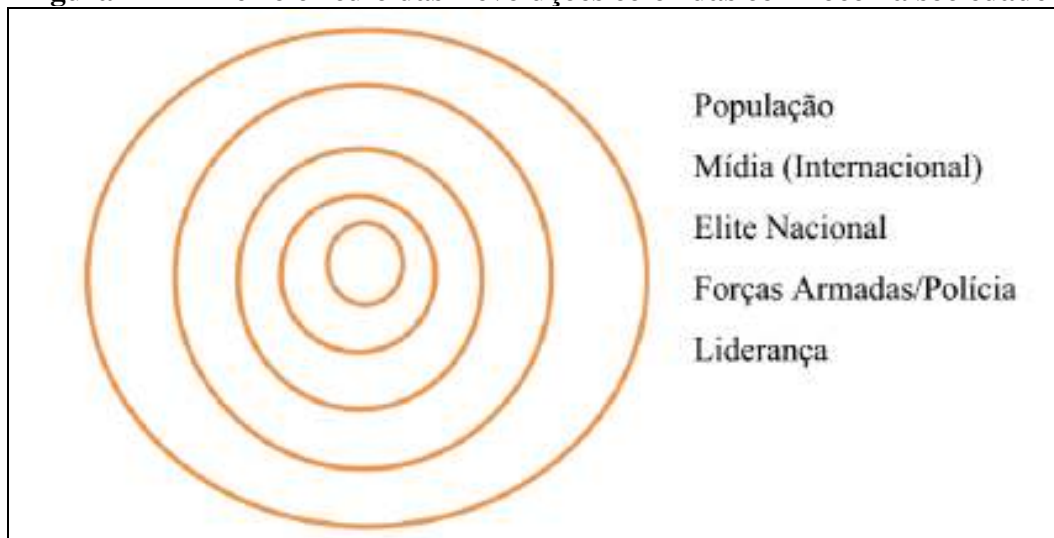 População
Mídia (Internacional)
Elite Nacional
Forças Armadas/Polícia
Liderança